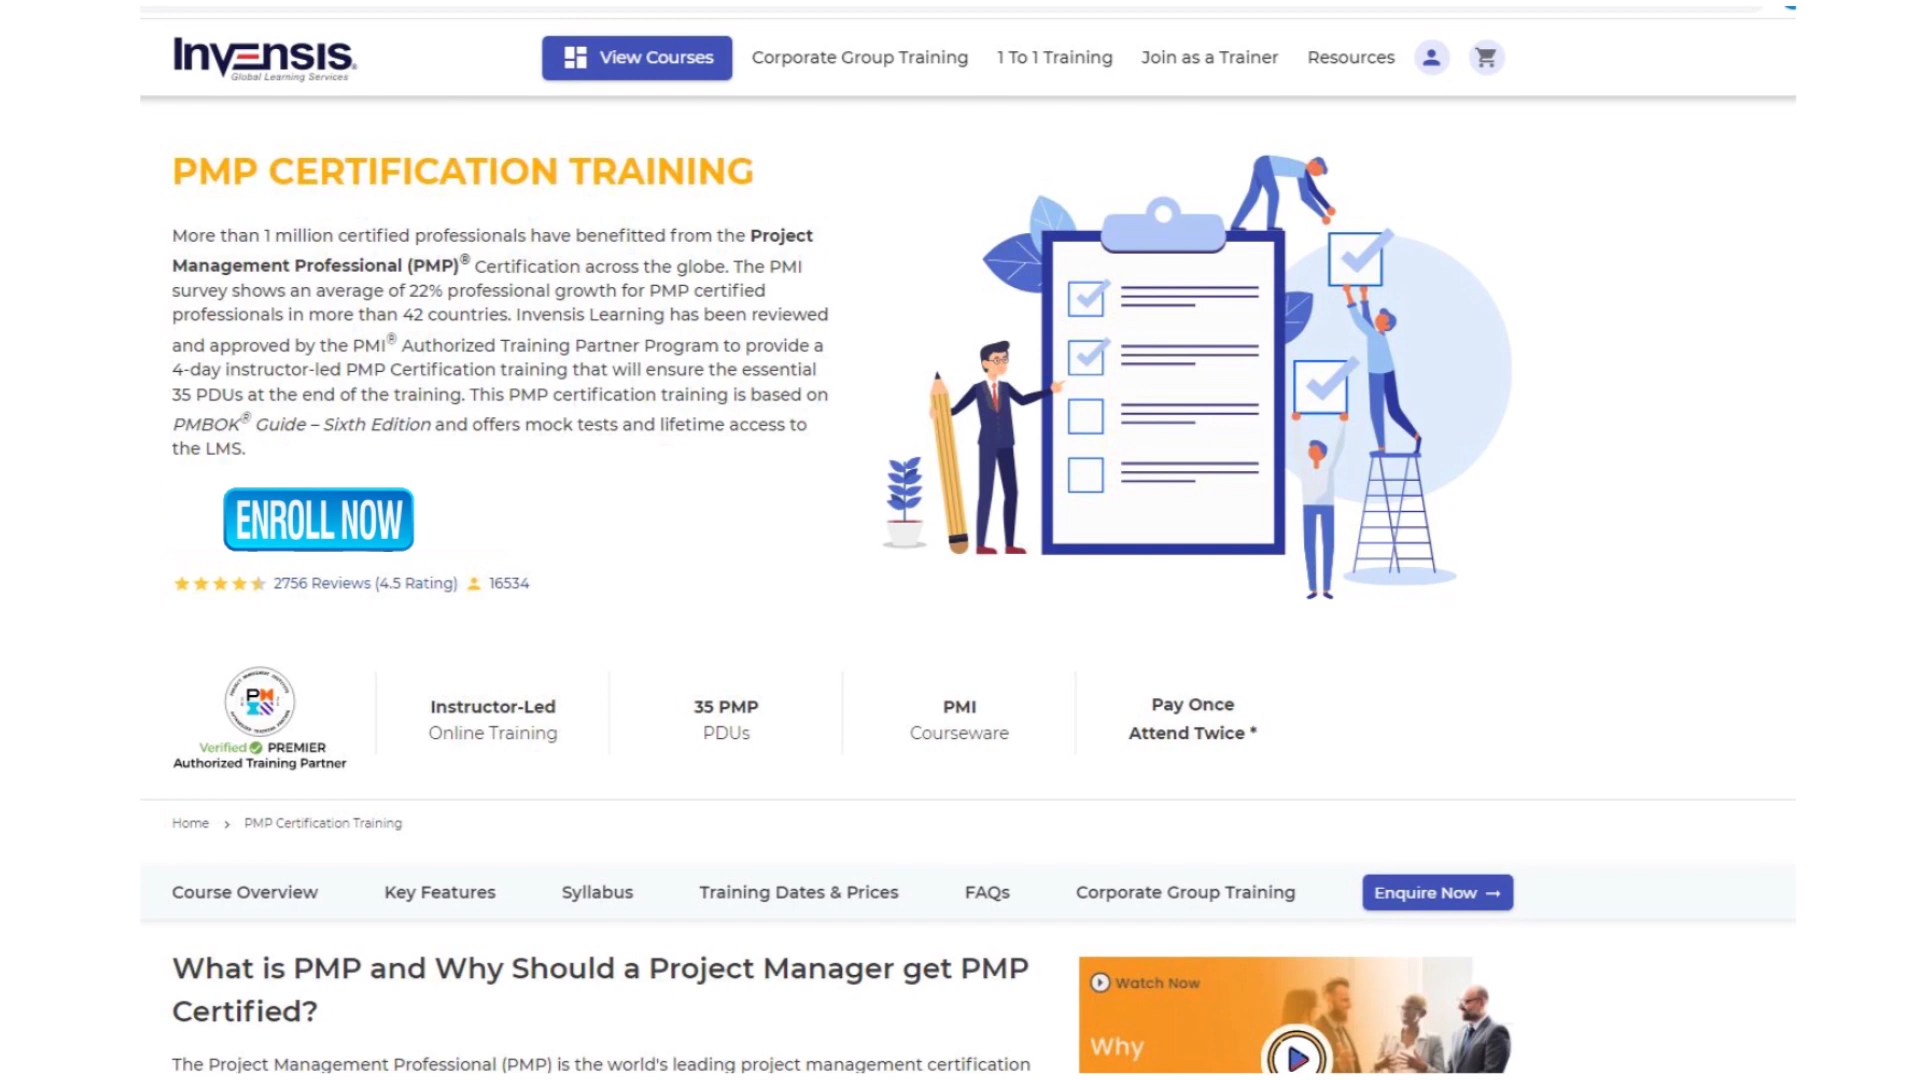 Invensis
Global Learning Services
View Courses
Corporate Group Training
1 To 1 Training
Join as a Trainer
Resources
PMP CERTIFICATION TRAINING
More than 1 million certified professionals have benefitted from the Project
Management Professional (PMP)® Certification across the globe. The PMI
survey shows an average of 22% professional growth for PMP certified
professionals in more than 42 countries. Invensis Learning has been reviewed
and approved by the PMI® Authorized Training Partner Program to provide a
4-day instructor-led PMP Certification training that will ensure the essential
35 PDUs at the end of the training. This PMP certification training is based on
PMBOK® Guide – Sixth Edition and offers mock tests and lifetime access to
the LMS.
ENROLL NOW
2756 Reviews (4.5 Rating) 16534
Verified PREMIER
Authorized Training Partner
Instructor-Led
Online Training
35 PMP
PDUs
PMI
Courseware
Pay Once
Attend Twice *
Home > PMP Certification Training
Course Overview
Key Features
Syllabus
Training Dates & Prices
FAQs
Corporate Group Training
Enquire Now →
What is PMP and Why Should a Project Manager get PMP
Certified?
The Project Management Professional (PMP) is the world's leading project management certification
Watch Now
Why